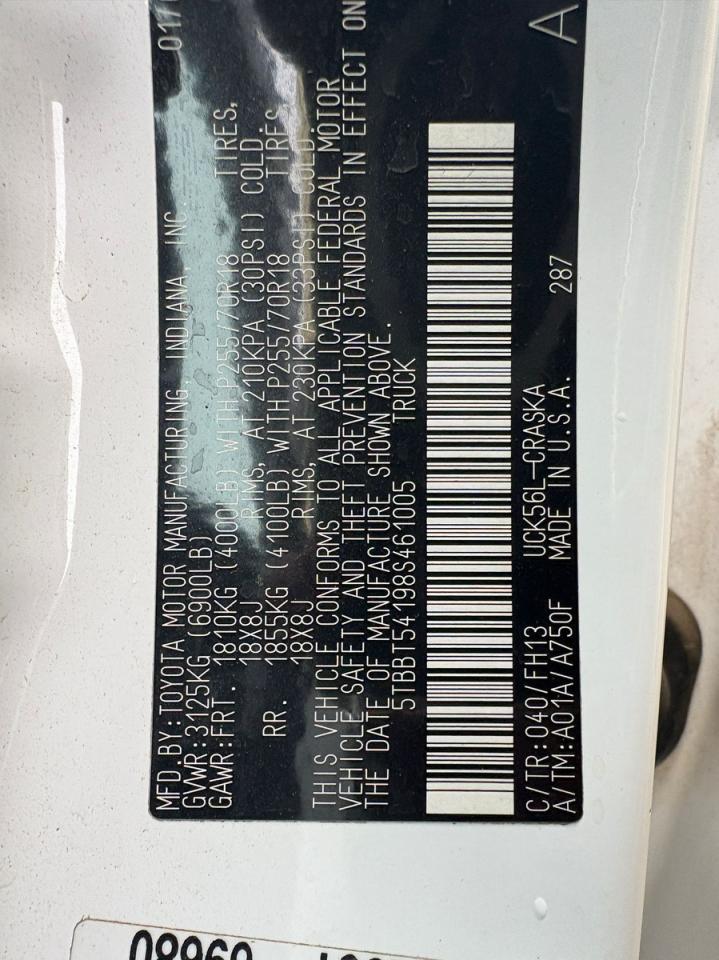 MFD.BY:TOYOTA MOTOR MANUFACTURING, INDIANA, INC.
GVWR:3125KG (6900LB)
GAWR:FRT. 1810KG (4000LB) WITH P255/70R18 TIRES,
18X8J RIMS, AT 210KPA (30PSI) COLD.
RR. 1855KG (4100LB) WITH P255/70R18 TIRES,
18X8J RIMS, AT 230KPA (33PSI) COLD.
THIS VEHICLE CONFORMS TO ALL APPLICABLE FEDERAL MOTOR
VEHICLE SAFETY AND THEFT PREVENTION STANDARDS IN EFFECT ON
THE DATE OF MANUFACTURE SHOWN ABOVE.
5TBBT54198S461005 TRUCK
C/TR:040/FH13 UCK56L-CRASKA
A/TM:A01A/A750F MADE IN U.S.A. 287 A
08960